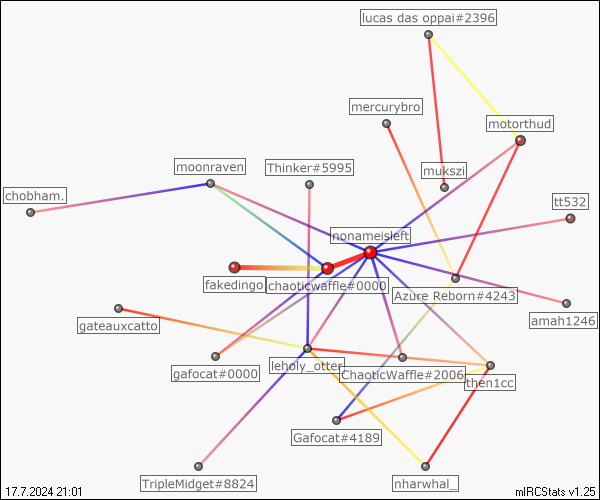 lucas das oppai#2396
mercurybro
motorthud
moonraven
Thinker#5995
mukszi
chobham.
tt532
nonameisleft
fakedingo
chaoticwaffle#0000
Azure Reborn#4243
gateauxcatto
amah1246
gafocat#0000
leholy_otter
ChaoticWaffle#2006
then1cc
Gafocat#4189
TripleMidget#8824
nharwhal_
17.7.2024 21:01
mIRCStats v1.25